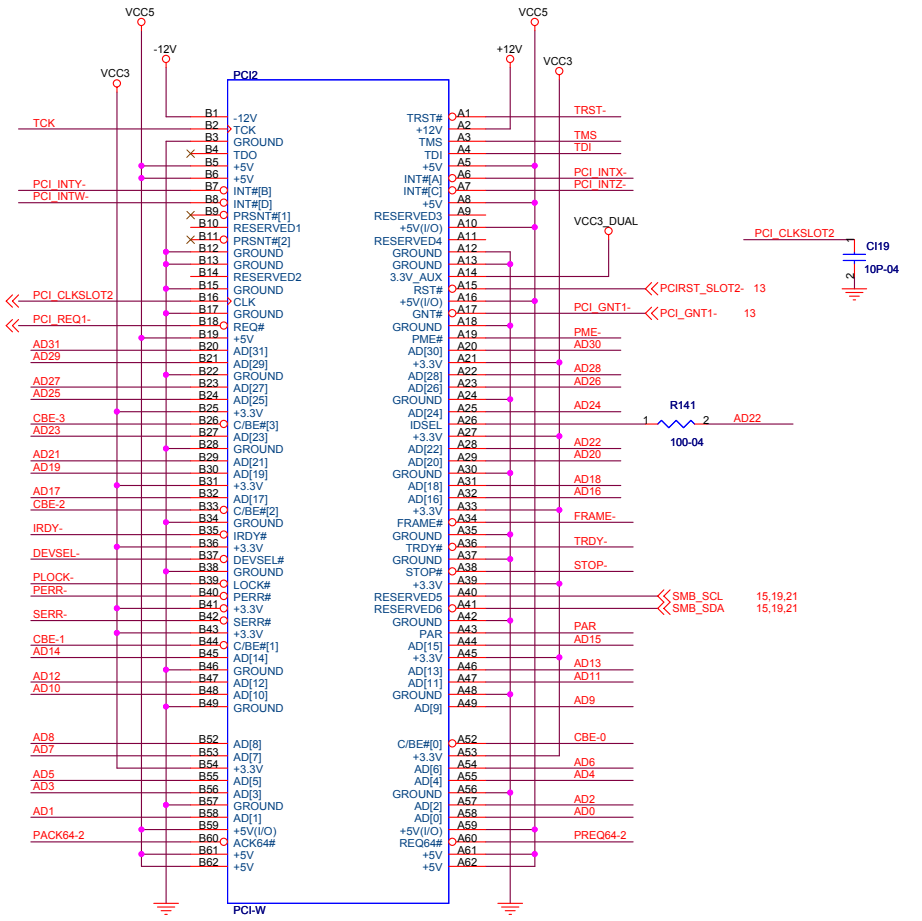 VCC5
VCC5
-12V
+12V
VCC3
VCC3
PCI2
B1 -12V TRST# A1 TRST-
TCK B2 TCK +12V A2
B3 GROUND TMS A3 TMS
B4 TDO TDI A4 TDI
B5 +5V +5V A5
B6 +5V INT#[A] A6 PCI_INTX-
PCI_INTY- B7 INT#[B] INT#[C] A7 PCI_INTZ-
PCI_INTW- B8 INT#[D] +5V A8
B9 PRSNT#[1] RESERVED3 A9
B10 RESERVED1 +5V(I/O) A10 VCC3_DUAL
B11 PRSNT#[2] RESERVED4 A11 PCI_CLKSLOT2 1
B12 GROUND GROUND A12 CI19
B13 GROUND GROUND A13
B14 RESERVED2 3.3V_AUX A14 2 10P-04
B15 GROUND RST# A15 PCIRST_SLOT2- 13
PCI_CLKSLOT2 B16 CLK +5V(I/O) A16
B17 GROUND GNT# A17 PCI_GNT1- PCI_GNT1- 13
PCI_REQ1- B18 REQ# GROUND A18
B19 +5V PME# A19 PME-
AD31 B20 AD[31] AD[30] A20 AD30
AD29 B21 AD[29] +3.3V A21
B22 GROUND AD[28] A22 AD28
AD27 B23 AD[27] AD[26] A23 AD26
AD25 B24 AD[25] GROUND A24
B25 +3.3V AD[24] A25 AD24 R141
CBE-3 B26 C/BE#[3] IDSEL A26 1 2 AD22
AD23 B27 AD[23] +3.3V A27 100-04
B28 GROUND AD[22] A28 AD22
AD21 B29 AD[21] AD[20] A29 AD20
AD19 B30 AD[19] GROUND A30
B31 +3.3V AD[18] A31 AD18
AD17 B32 AD[17] AD[16] A32 AD16
CBE-2 B33 C/BE#[2] +3.3V A33
B34 GROUND FRAME# A34 FRAME-
IRDY- B35 IRDY# GROUND A35
B36 +3.3V TRDY# A36 TRDY-
DEVSEL- B37 DEVSEL# GROUND A37
B38 GROUND STOP# A38 STOP-
PLOCK- B39 LOCK# +3.3V A39
PERR- B40 PERR# RESERVED5 A40 SMB_SCL 15,19,21
B41 +3.3V RESERVED6 A41 SMB_SDA 15,19,21
SERR- B42 SERR# GROUND A42
B43 +3.3V PAR A43 PAR
CBE-1 B44 C/BE#[1] AD[15] A44 AD15
AD14 B45 AD[14] +3.3V A45
B46 GROUND AD[13] A46 AD13
AD12 B47 AD[12] AD[11] A47 AD11
AD10 B48 AD[10] GROUND A48
B49 GROUND AD[9] A49 AD9
AD8 B52 AD[8] C/BE#[0] A52 CBE-0
AD7 B53 AD[7] +3.3V A53
B54 +3.3V AD[6] A54 AD6
AD5 B55 AD[5] AD[4] A55 AD4
AD3 B56 AD[3] GROUND A56
B57 GROUND AD[2] A57 AD2
AD1 B58 AD[1] AD[0] A58 AD0
B59 +5V(I/O) +5V(I/O) A59
PACK64-2 B60 ACK64# REQ64# A60 PREQ64-2
B61 +5V +5V A61
B62 +5V +5V A62
PCI-W